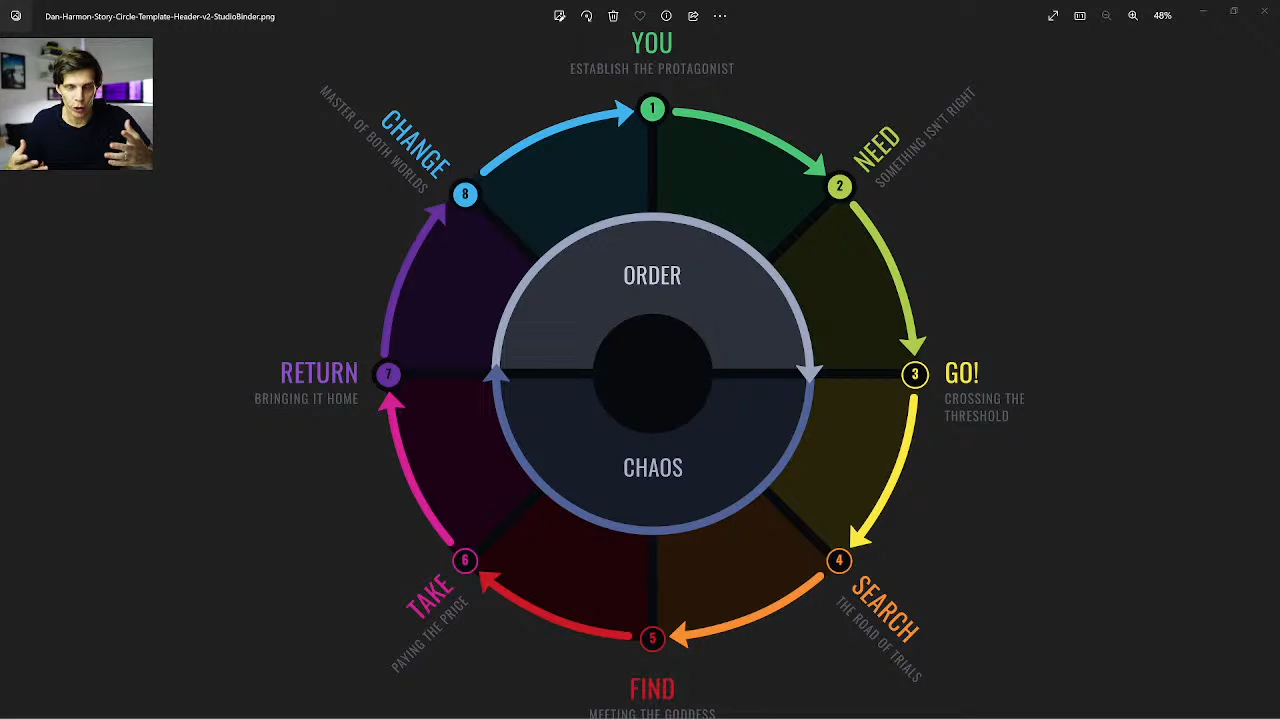 Dan-Harmon-Story-Circle-Template-Header-v2-StudioBinder.png
48%
YOU
ESTABLISH THE PROTAGONIST
1
NEED
SOMETHING ISN'T RIGHT
2
GO!
CROSSING THE
THRESHOLD
3
SEARCH
THE ROAD OF TRIALS
4
FIND
MEETING THE GODDESS
5
TAKE
PAYING THE PRICE
6
RETURN
BRINGING IT HOME
7
CHANGE
MASTER OF BOTH WORLDS
8
ORDER
CHAOS